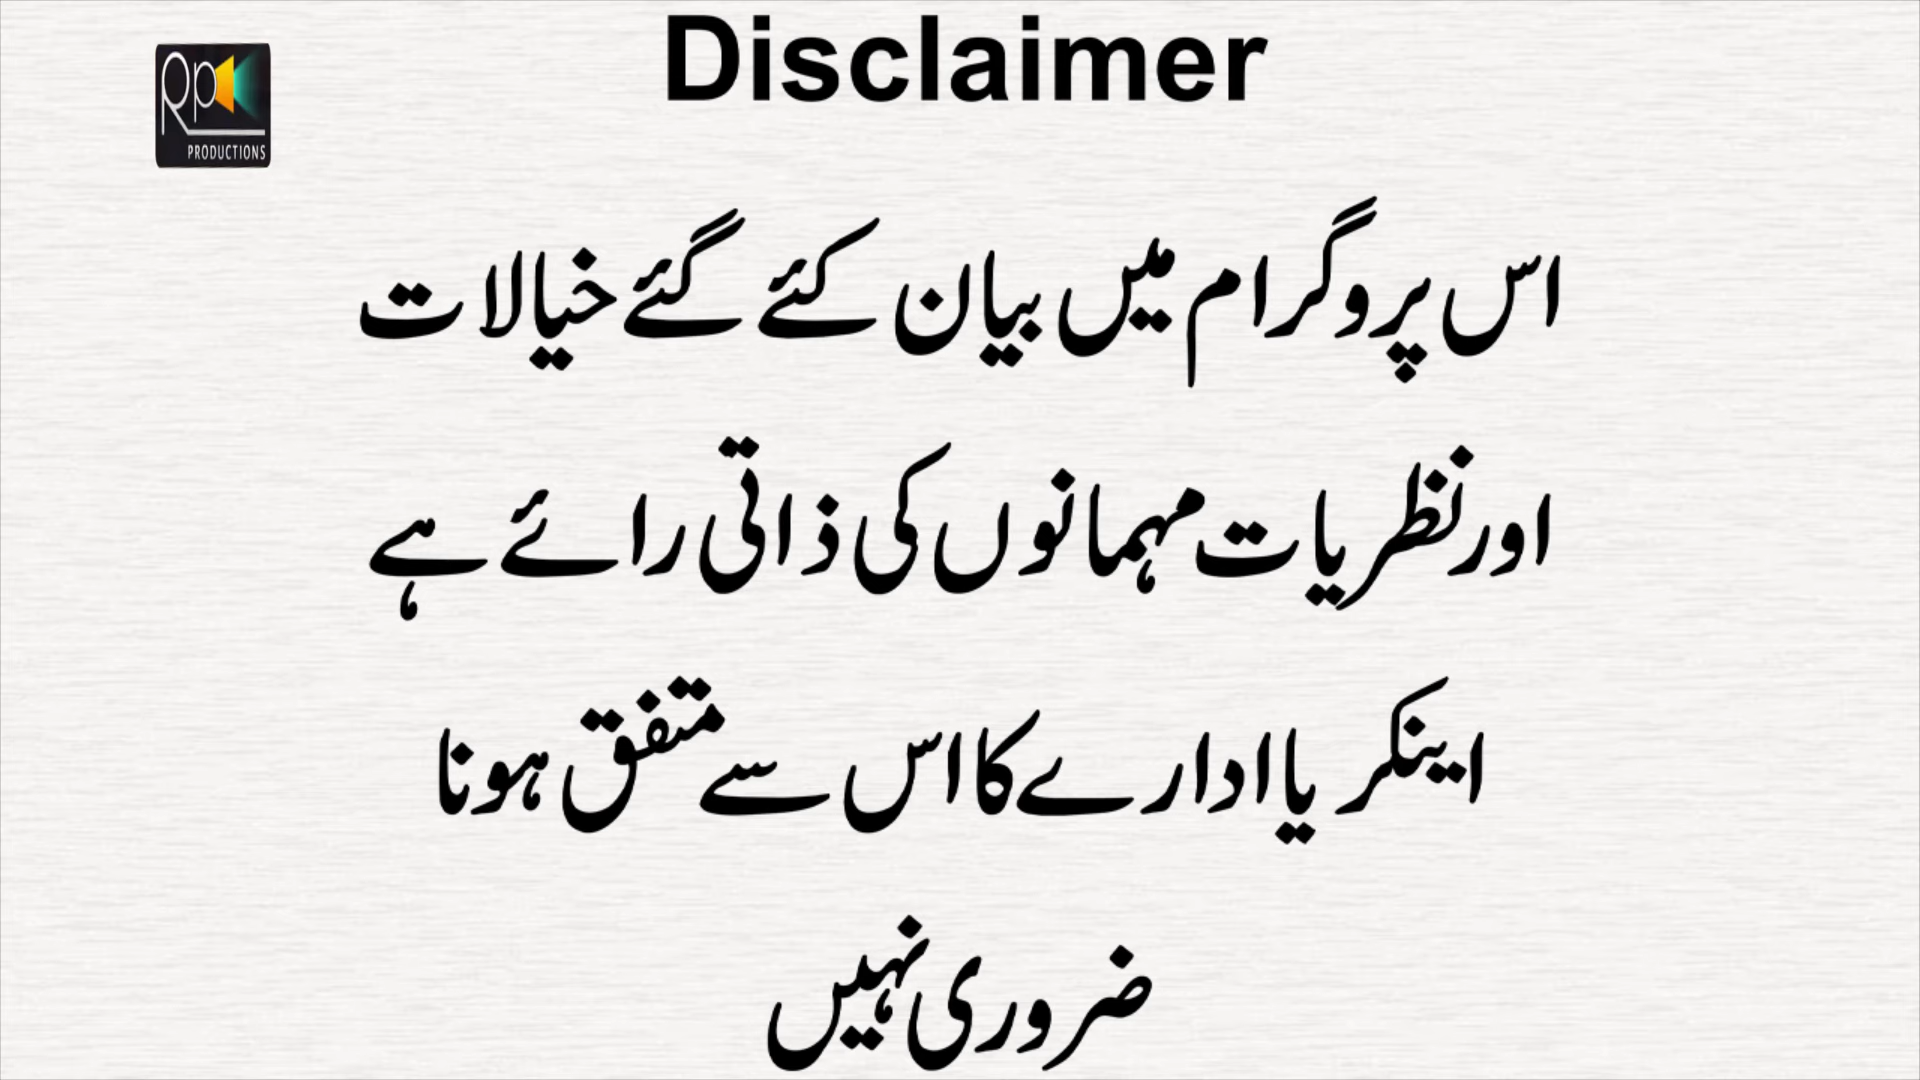 Disclaimer
Rp
PRODUCTIONS
اس پروگرام میں بیان کئے گئے خیالات
اور نظریات مہمانوں کی ذاتی رائے ہے
اینکر یا ادارے کا اس سے متفق ہونا
ضروری نہیں